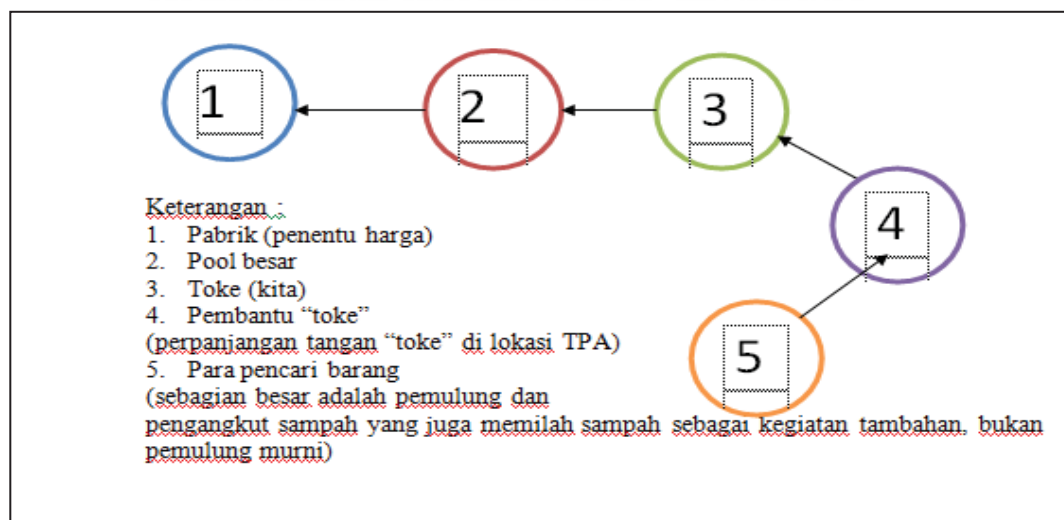 1
2
3
4
5
Keterangan :
1. Pabrik (penentu harga)
2. Pool besar
3. Toke (kita)
4. Pembantu “toke”
(perpanjangan tangan “toke” di lokasi TPA)
5. Para pencari barang
(sebagian besar adalah pemulung dan
pengangkut sampah yang juga memilah sampah sebagai kegiatan tambahan, bukan
pemulung murni)